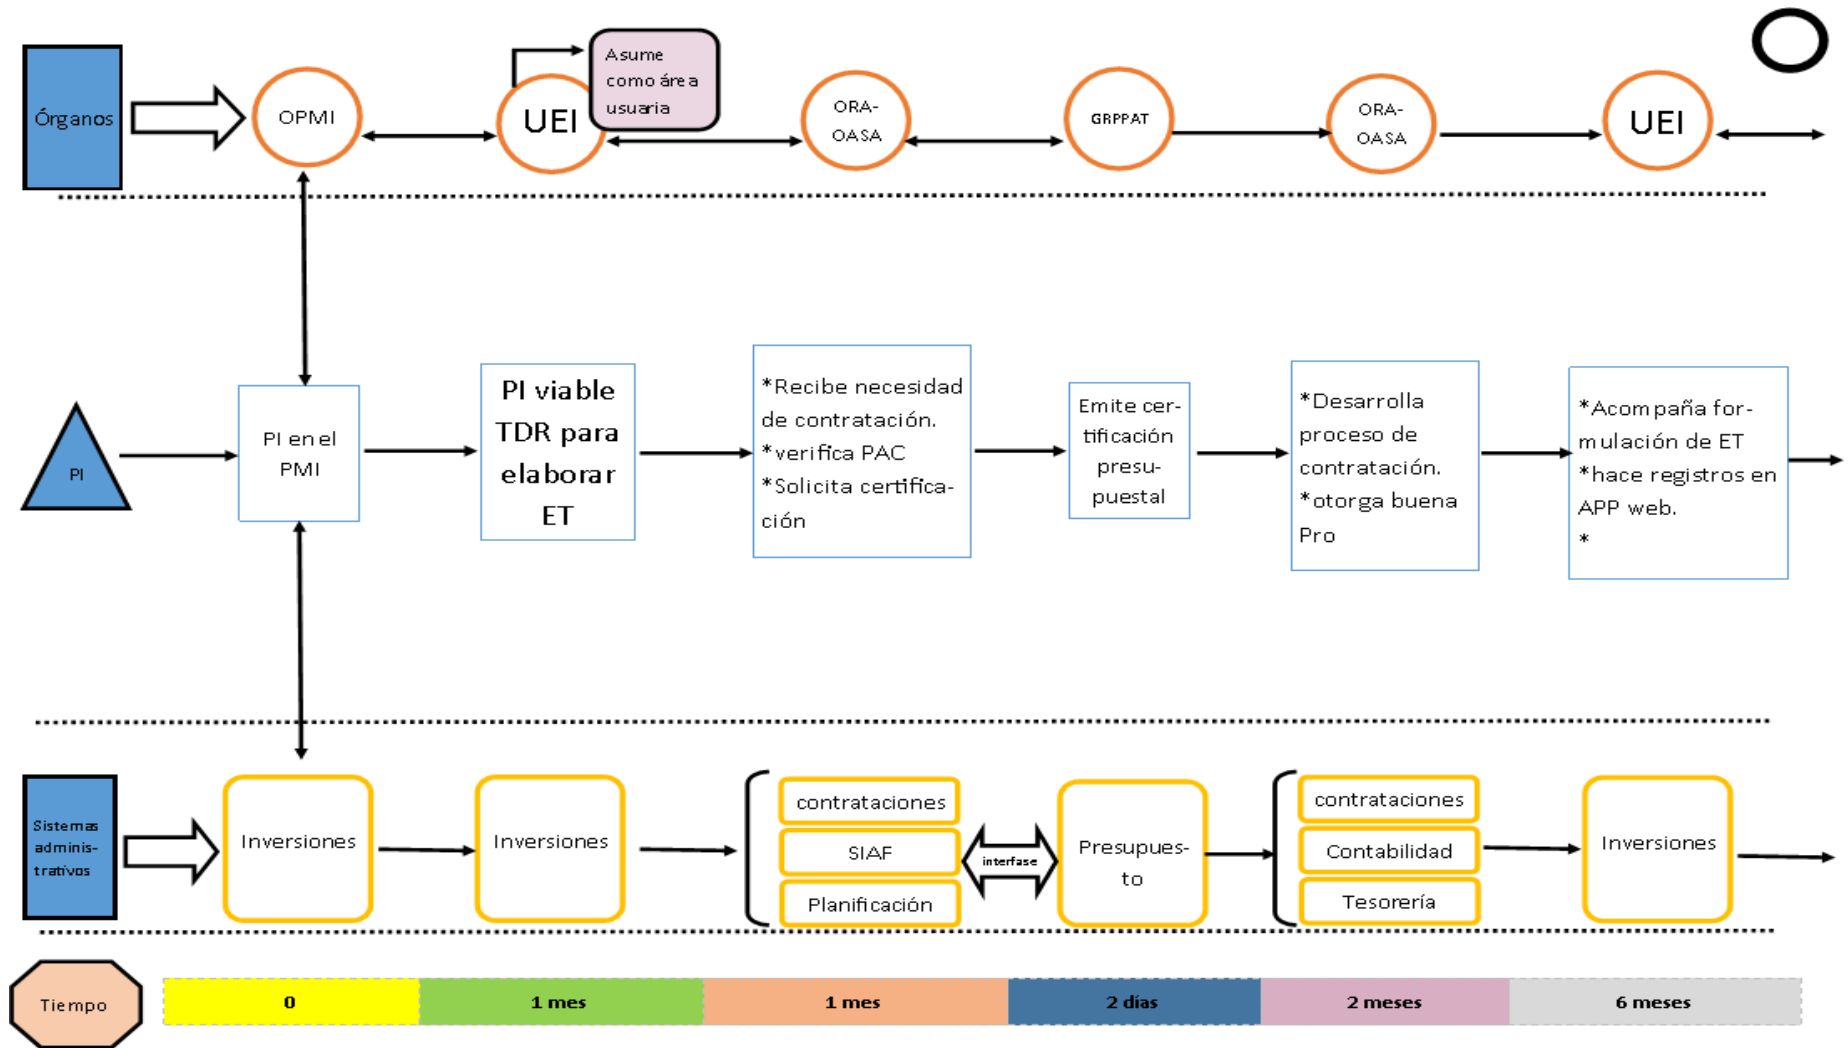 Órganos
OPMI
UEI
Asume
como área
usuaria
ORA-
OASA
GRPPAT
ORA-
OASA
UEI
PI
PI en el
PMI
PI viable
TDR para
elaborar
ET
*Recibe necesidad
de contratación.
*verifica PAC
*Solicita certifica-
ción
Emite cer-
tificación
presu-
puestal
*Desarrolla
proceso de
contratación.
*otorga buena
Pro
*Acompaña for-
mulación de ET
*hace registros en
APP web.
*
Sistemas
adminis-
trativos
Inversiones
Inversiones
contrataciones
SIAF
Planificación
interfase
Presupues-
to
contrataciones
Contabilidad
Tesorería
Inversiones
Tiempo
0
1 mes
1 mes
2 días
2 meses
6 meses